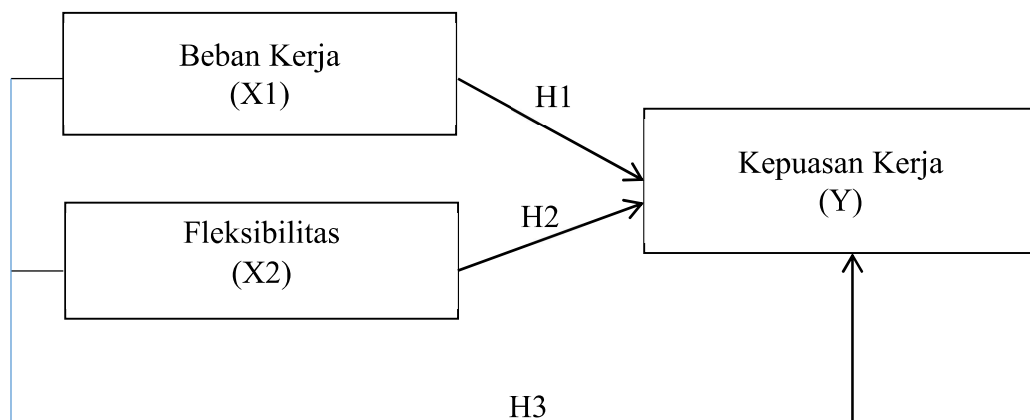 Beban Kerja
(X1)
H1
Kepuasan Kerja
(Y)
Fleksibilitas
(X2)
H2
H3